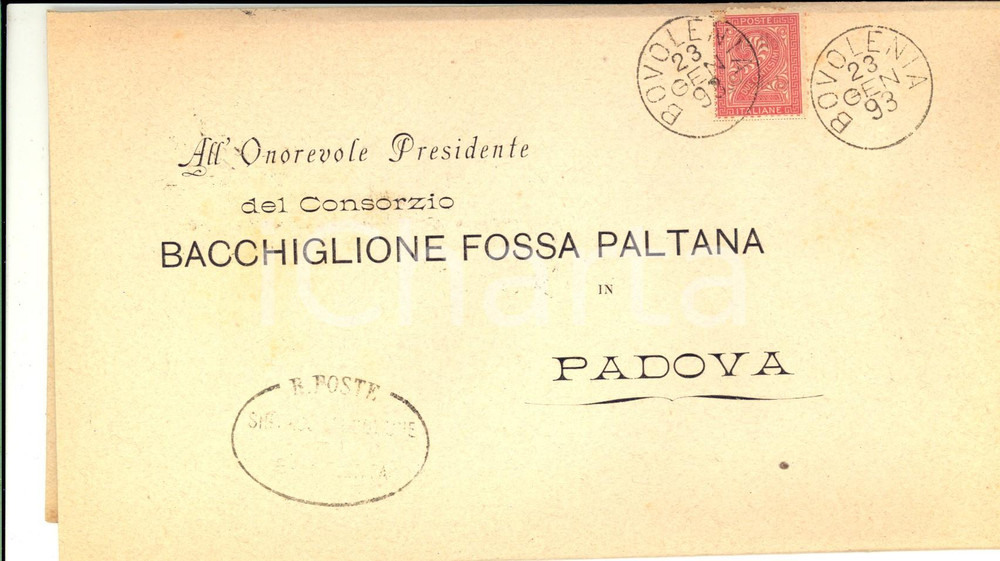 POSTE
ITALIANE
BOVOLENTA
23
GEN
93
BOVOLENTA
23
GEN
93
All' Onorevole Presidente
del Consorzio
BACCHIGLIONE FOSSA PALTANA
IN
PADOVA
R. POSTE
iCharta